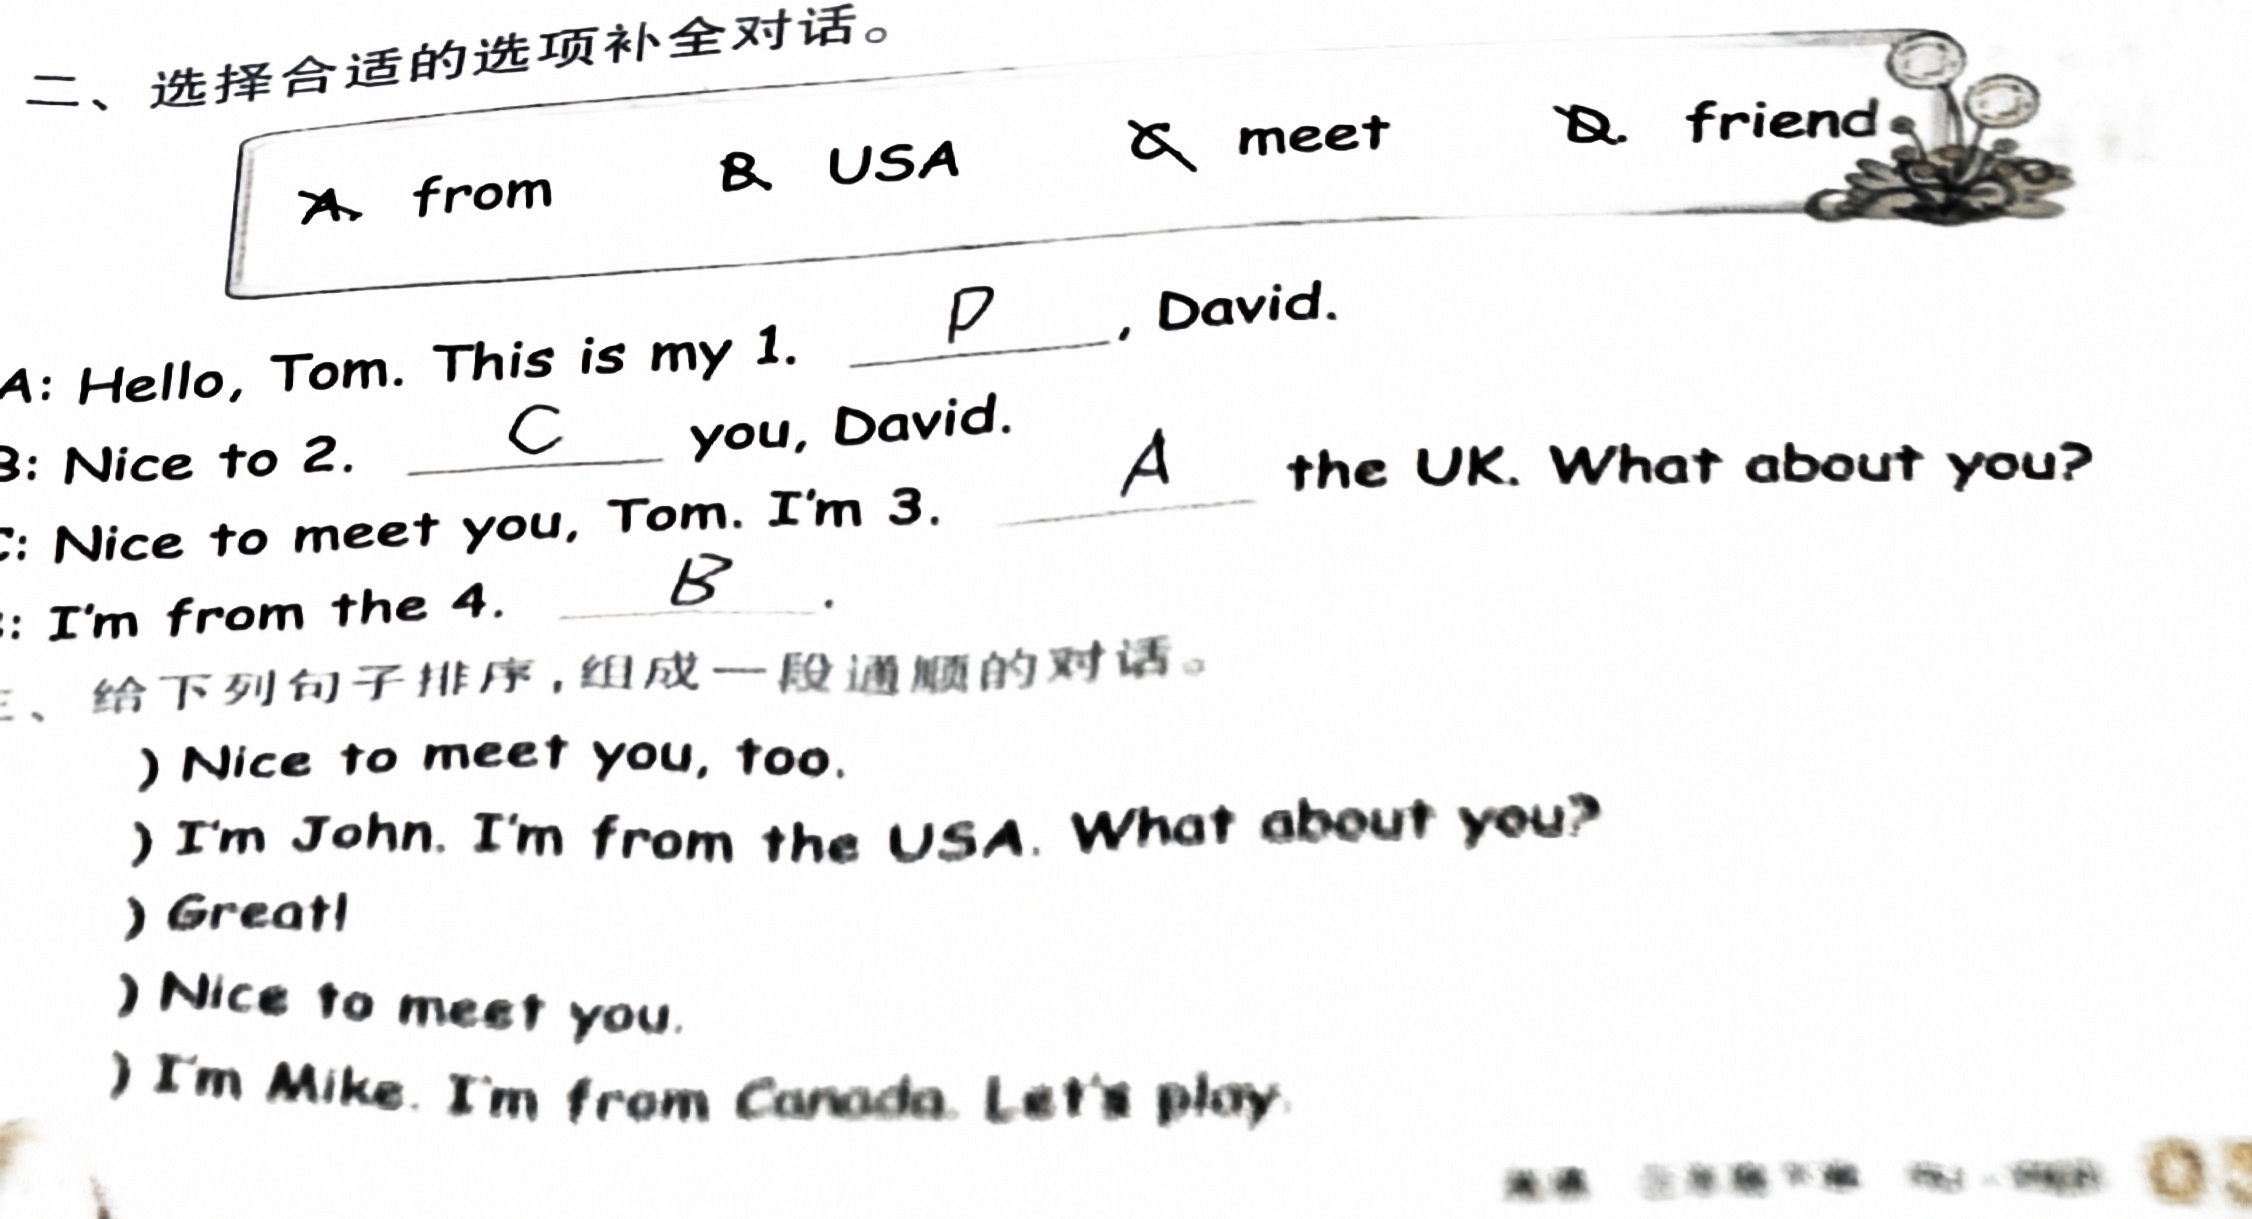 二、选择合适的选项补全对话。
A. from B. USA C. meet D. friend
A: Hello, Tom. This is my 1. D , David.
B: Nice to 2. C you, David.
C: Nice to meet you, Tom. I'm 3. A the UK. What about you?
: I'm from the 4. B .
三、给下列句子排序,组成一段通顺的对话。
) Nice to meet you, too.
) I'm John. I'm from the USA. What about you?
) Great!
) Nice to meet you.
) I'm Mike. I'm from Canada. Let's play.